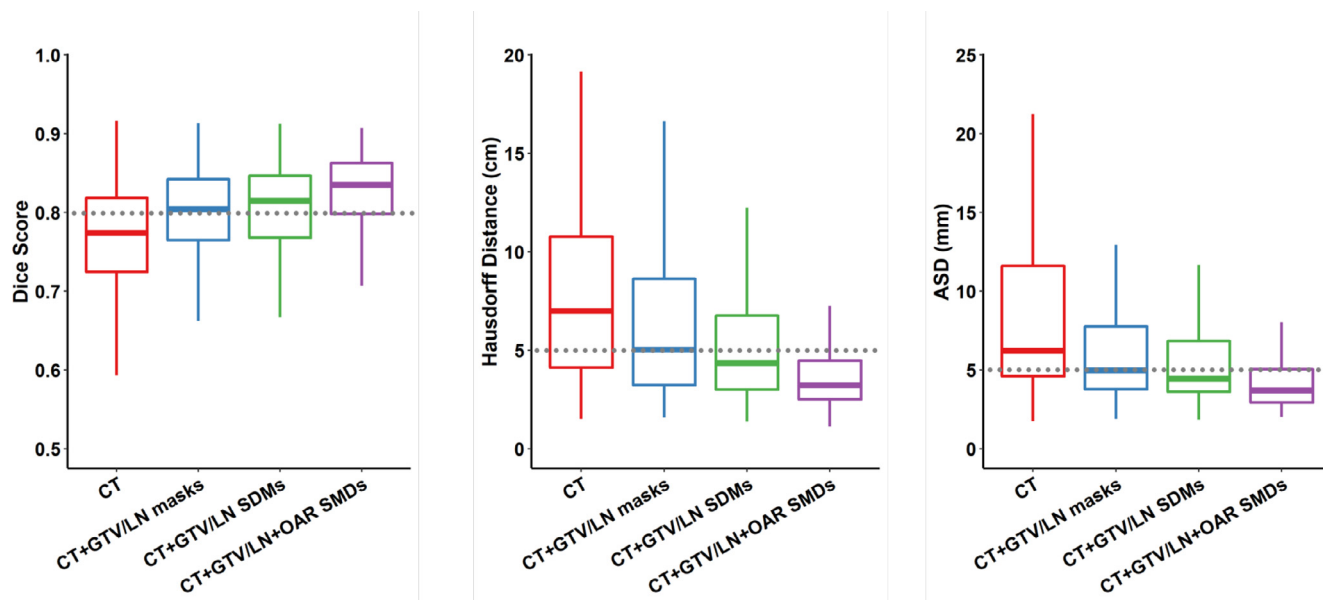 Dice Score
1.0
0.9
0.8
0.7
0.6
0.5
CT
CT+GTV/LN masks
CT+GTV/LN SDMs
CT+GTV/LN+OAR SMDs
Hausdorff Distance (cm)
20
15
10
5
0
CT
CT+GTV/LN masks
CT+GTV/LN SDMs
CT+GTV/LN+OAR SMDs
ASD (mm)
25
20
15
10
5
0
CT
CT+GTV/LN masks
CT+GTV/LN SDMs
CT+GTV/LN+OAR SMDs